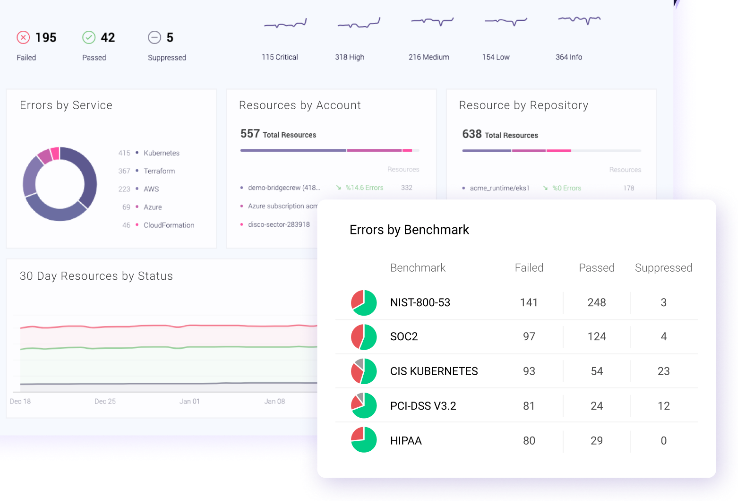 195 42 5
Failed Passed Suppressed
115 Critical 318 High 216 Medium 154 Low 364 Info
Errors by Service
415 Kubernetes
367 Terraform
223 AWS
69 Azure
46 CloudFormation
Resources by Account
557 Total Resources
Resources
demo-bridgecrew (418... %14.6 Errors 332
Azure subscription acm
cisco-sector-283918
Resource by Repository
638 Total Resources
Resources
acme_runtime/eks1 %0 Errors 178
30 Day Resources by Status
Dec 18 Dec 25 Jan 01 Jan 08
Errors by Benchmark
Benchmark Failed Passed Suppressed
NIST-800-53 141 248 3
SOC2 97 124 4
CIS KUBERNETES 93 54 23
PCI-DSS V3.2 81 24 12
HIPAA 80 29 0